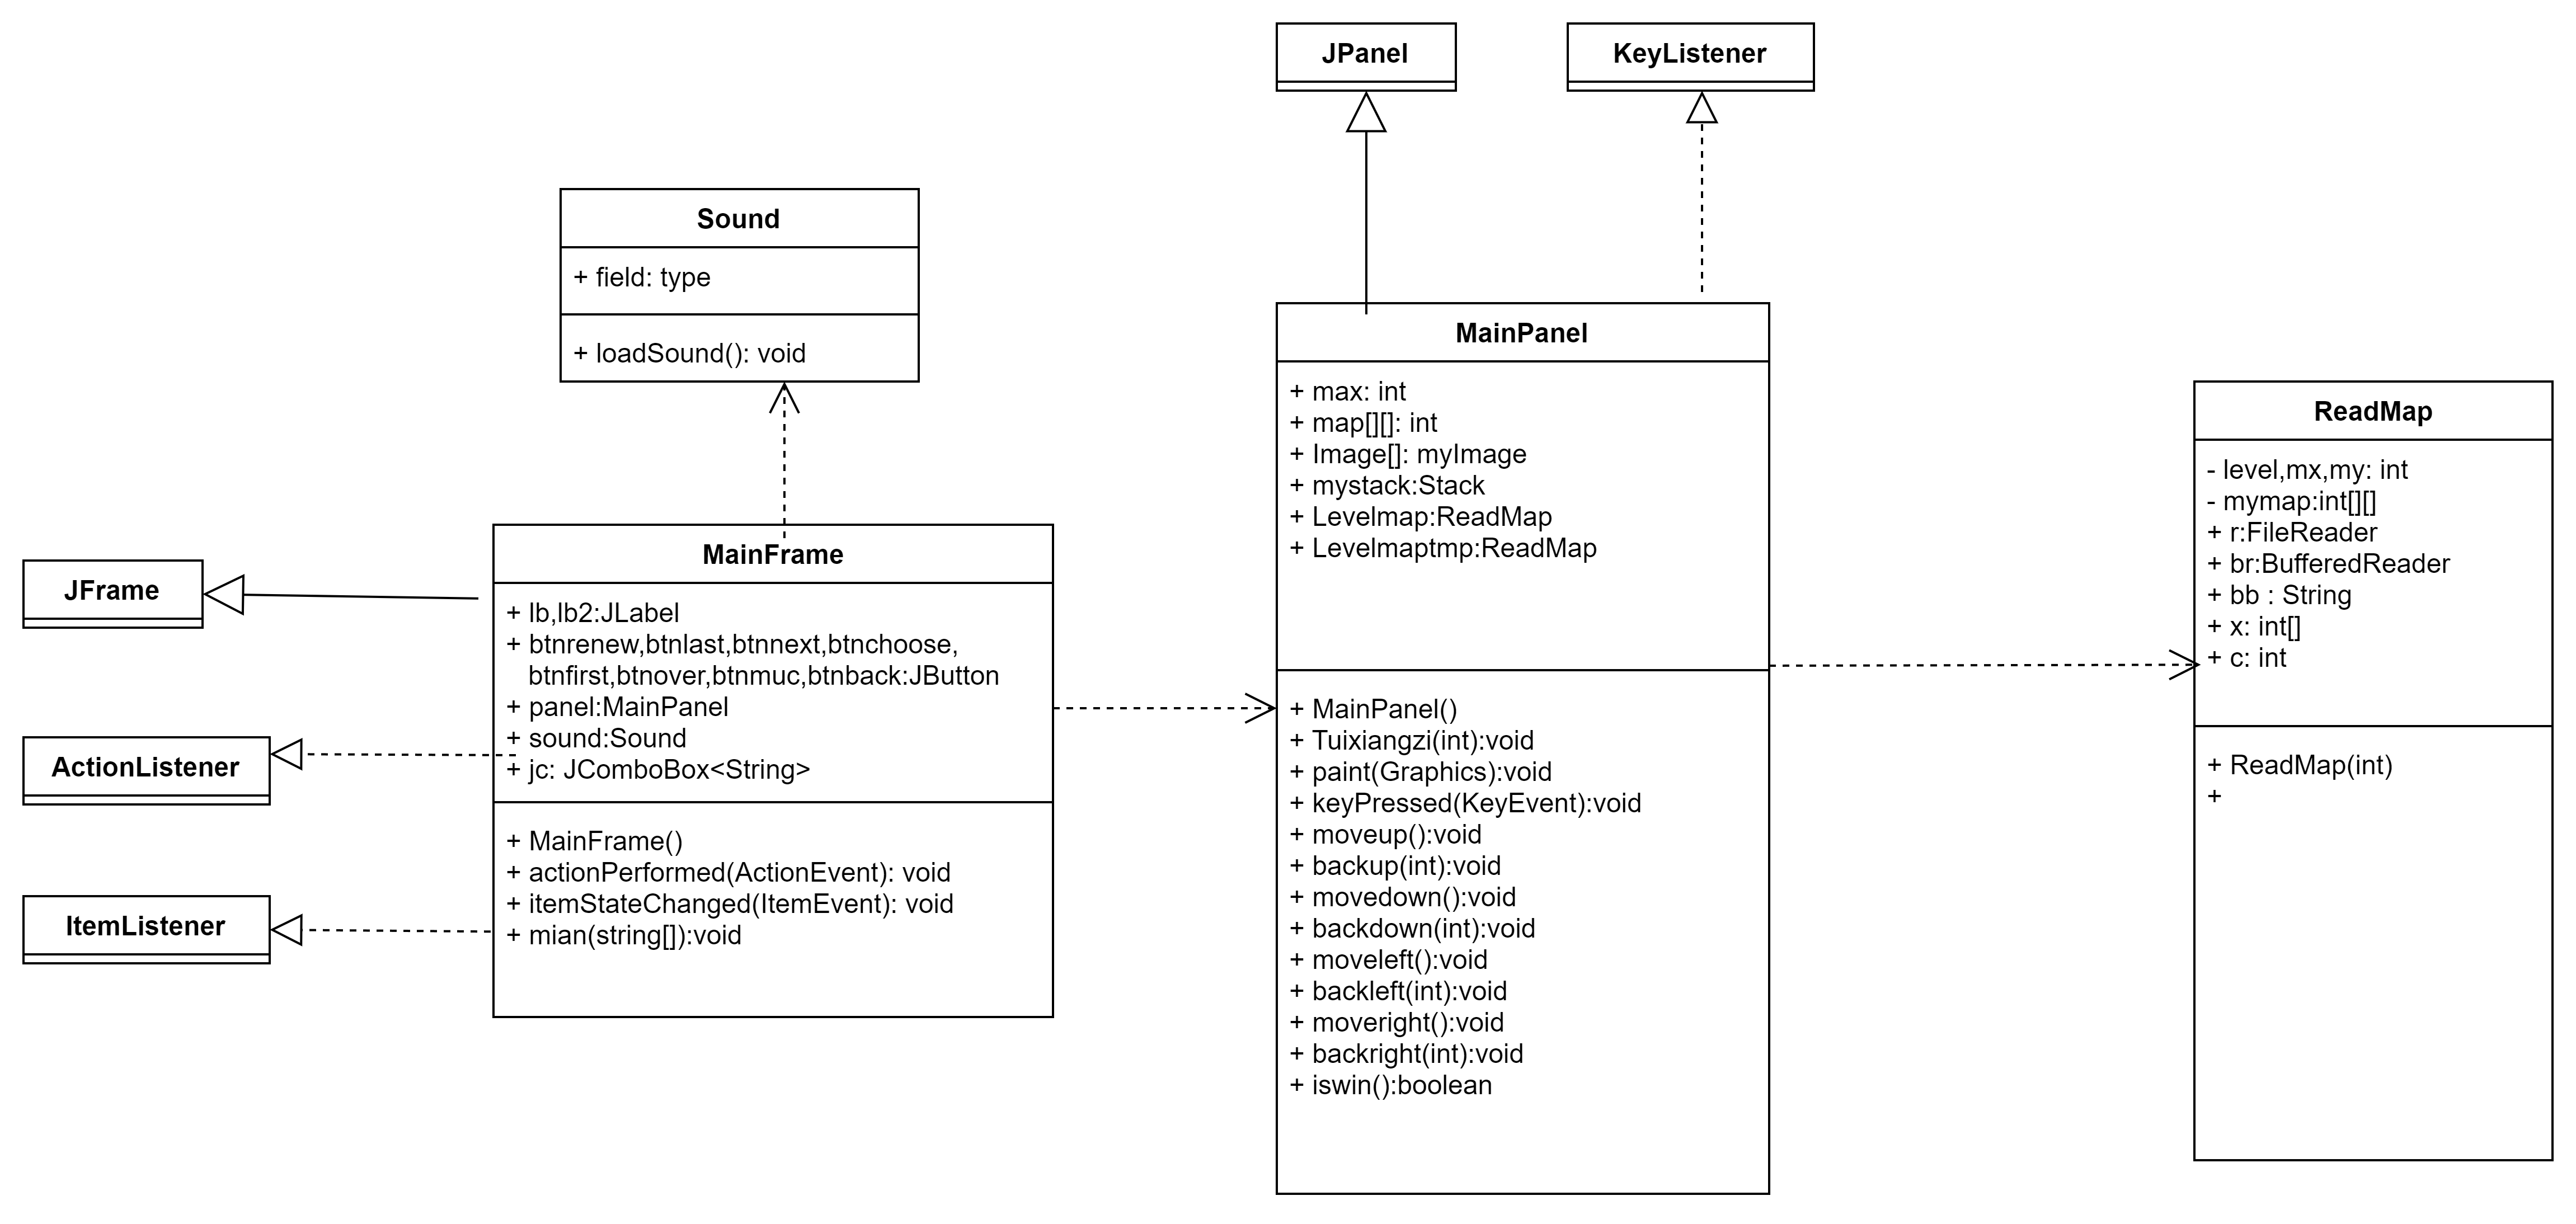 JPanel
KeyListener
Sound
+ field: type
+ loadSound(): void
JFrame
ActionListener
ItemListener
MainFrame
+ lb,lb2:JLabel
+ btnrenew,btnlast,btnnext,btnchoose,
btnfirst,btnover,btnmuc,btnback:JButton
+ panel:MainPanel
+ sound:Sound
+ jc: JComboBox<String>
+ MainFrame()
+ actionPerformed(ActionEvent): void
+ itemStateChanged(ItemEvent): void
+ mian(string[]):void
MainPanel
+ max: int
+ map[][]: int
+ Image[]: myImage
+ mystack:Stack
+ Levelmap:ReadMap
+ Levelmaptmp:ReadMap
+ MainPanel()
+ Tuixiangzi(int):void
+ paint(Graphics):void
+ keyPressed(KeyEvent):void
+ moveup():void
+ backup(int):void
+ movedown():void
+ backdown(int):void
+ moveleft():void
+ backleft(int):void
+ moveright():void
+ backright(int):void
+ iswin():boolean
ReadMap
- level,mx,my: int
- mymap:int[][]
+ r:FileReader
+ br:BufferedReader
+ bb : String
+ x: int[]
+ c: int
+ ReadMap(int)
+